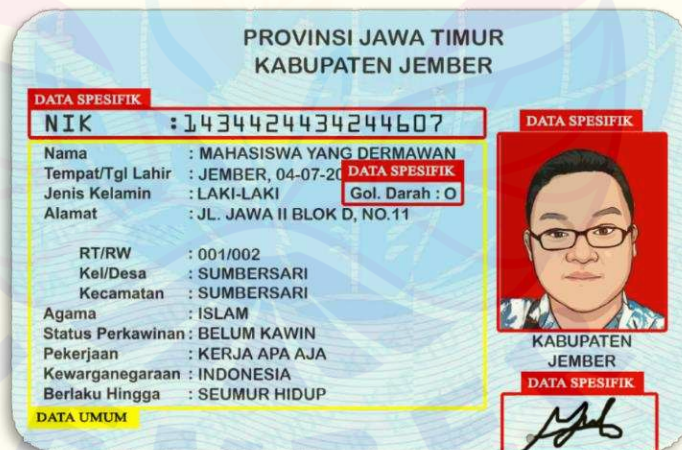 PROVINSI JAWA TIMUR
KABUPATEN JEMBER
DATA SPESIFIK
NIK : 1434424434244607
DATA SPESIFIK
Nama : MAHASISWA YANG DERMAWAN
Tempat/Tgl Lahir : JEMBER, 04-07-20
DATA SPESIFIK
Jenis Kelamin : LAKI-LAKI
Gol. Darah : O
Alamat : JL. JAWA II BLOK D, NO.11
RT/RW : 001/002
Kel/Desa : SUMBERSARI
Kecamatan : SUMBERSARI
Agama : ISLAM
Status Perkawinan : BELUM KAWIN
Pekerjaan : KERJA APA AJA
Kewarganegaraan : INDONESIA
Berlaku Hingga : SEUMUR HIDUP
DATA UMUM
KABUPATEN
JEMBER
DATA SPESIFIK